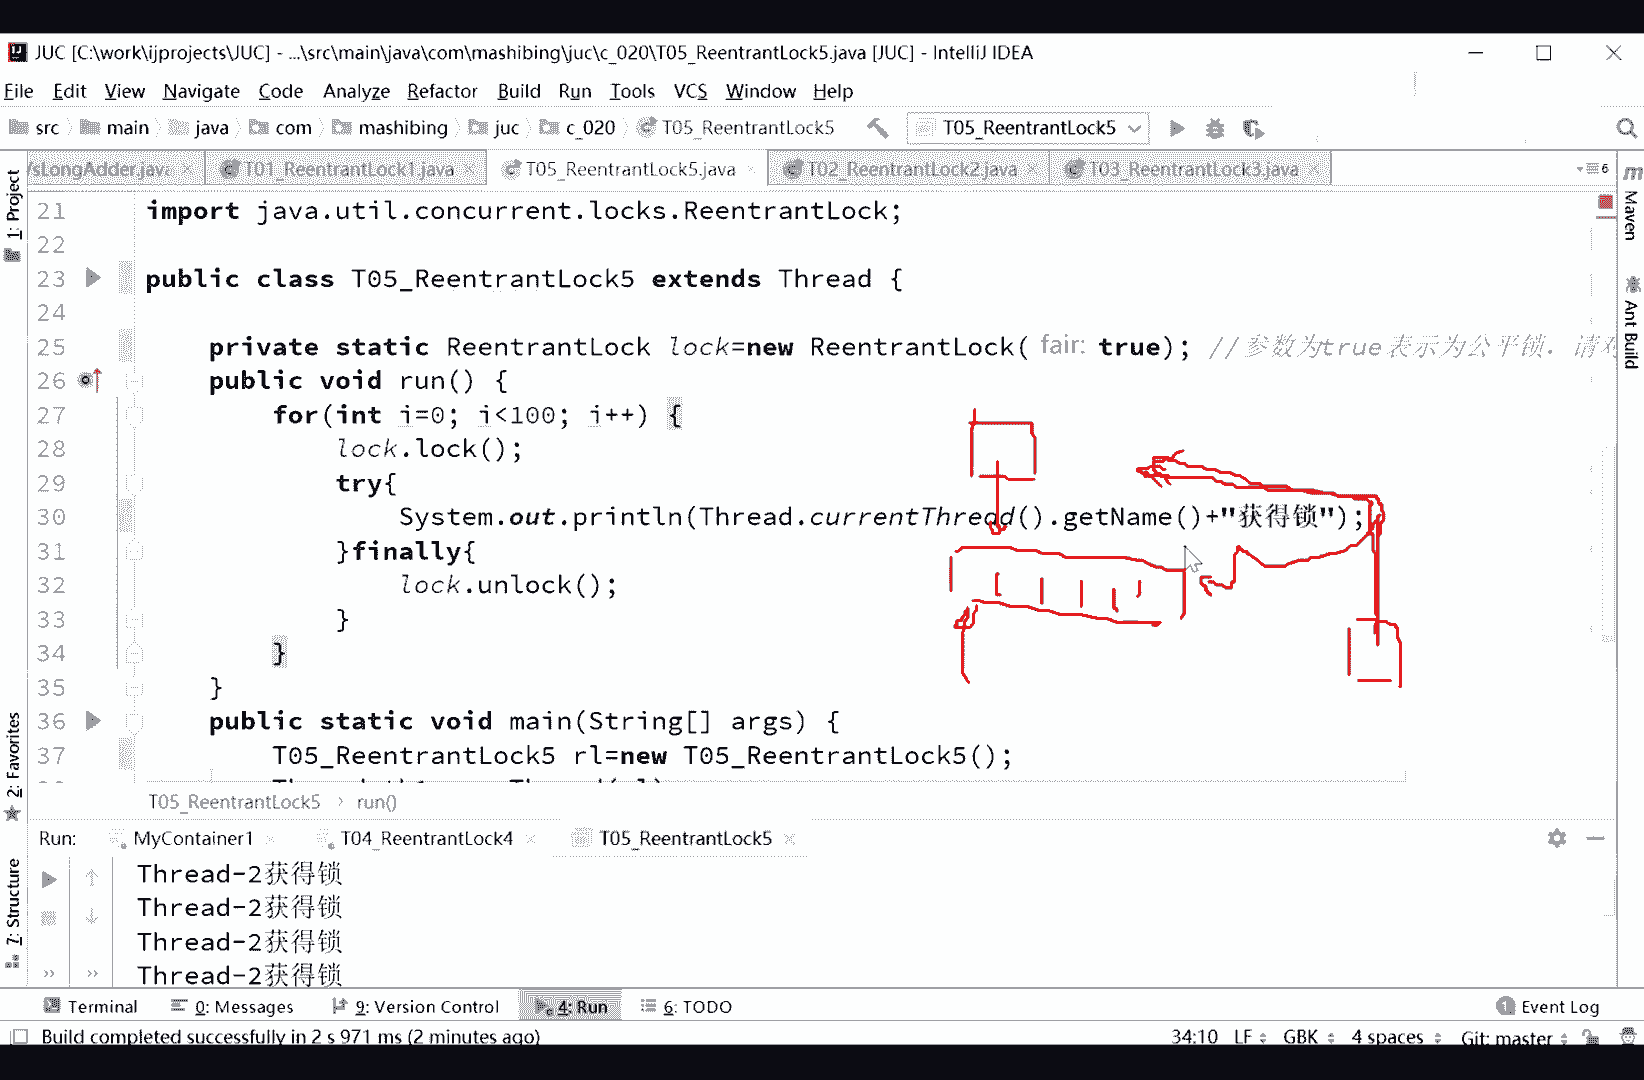 JUC [C:\work\ijprojects\JUC] - ...\src\main\java\com\mashibing\juc\c_020\T05_ReentrantLock5.java [JUC] - IntelliJ IDEA
File Edit View Navigate Code Analyze Refactor Build Run Tools VCS Window Help
src main java com mashibing juc c_020 T05_ReentrantLock5 T05_ReentrantLock5
sLongAdder.java T01_ReentrantLock1.java T05_ReentrantLock5.java T02_ReentrantLock2.java T03_ReentrantLock3.java 6
1: Project
Maven
Ant Build
2: Favorites
7: Structure
21 import java.util.concurrent.locks.ReentrantLock;
22
23 public class T05_ReentrantLock5 extends Thread {
24
25 private static ReentrantLock lock=new ReentrantLock( fair: true); //参数为true表示为公平锁，请
26 public void run() {
27 for(int i=0; i<100; i++) {
28 lock.lock();
29 try{
30 System.out.println(Thread.currentThread().getName()+"获得锁");
31 }finally{
32 lock.unlock();
33 }
34 }
35 }
36 public static void main(String[] args) {
37 T05_ReentrantLock5 rl=new T05_ReentrantLock5();
T05_ReentrantLock5 › run()
Run: MyContainer1 T04_ReentrantLock4 T05_ReentrantLock5
Thread-2获得锁
Thread-2获得锁
Thread-2获得锁
Thread-2获得锁
Terminal 0: Messages 9: Version Control 4: Run 6: TODO 1 Event Log
Build completed successfully in 2 s 971 ms (2 minutes ago) 34:10 LF GBK 4 spaces Git: master